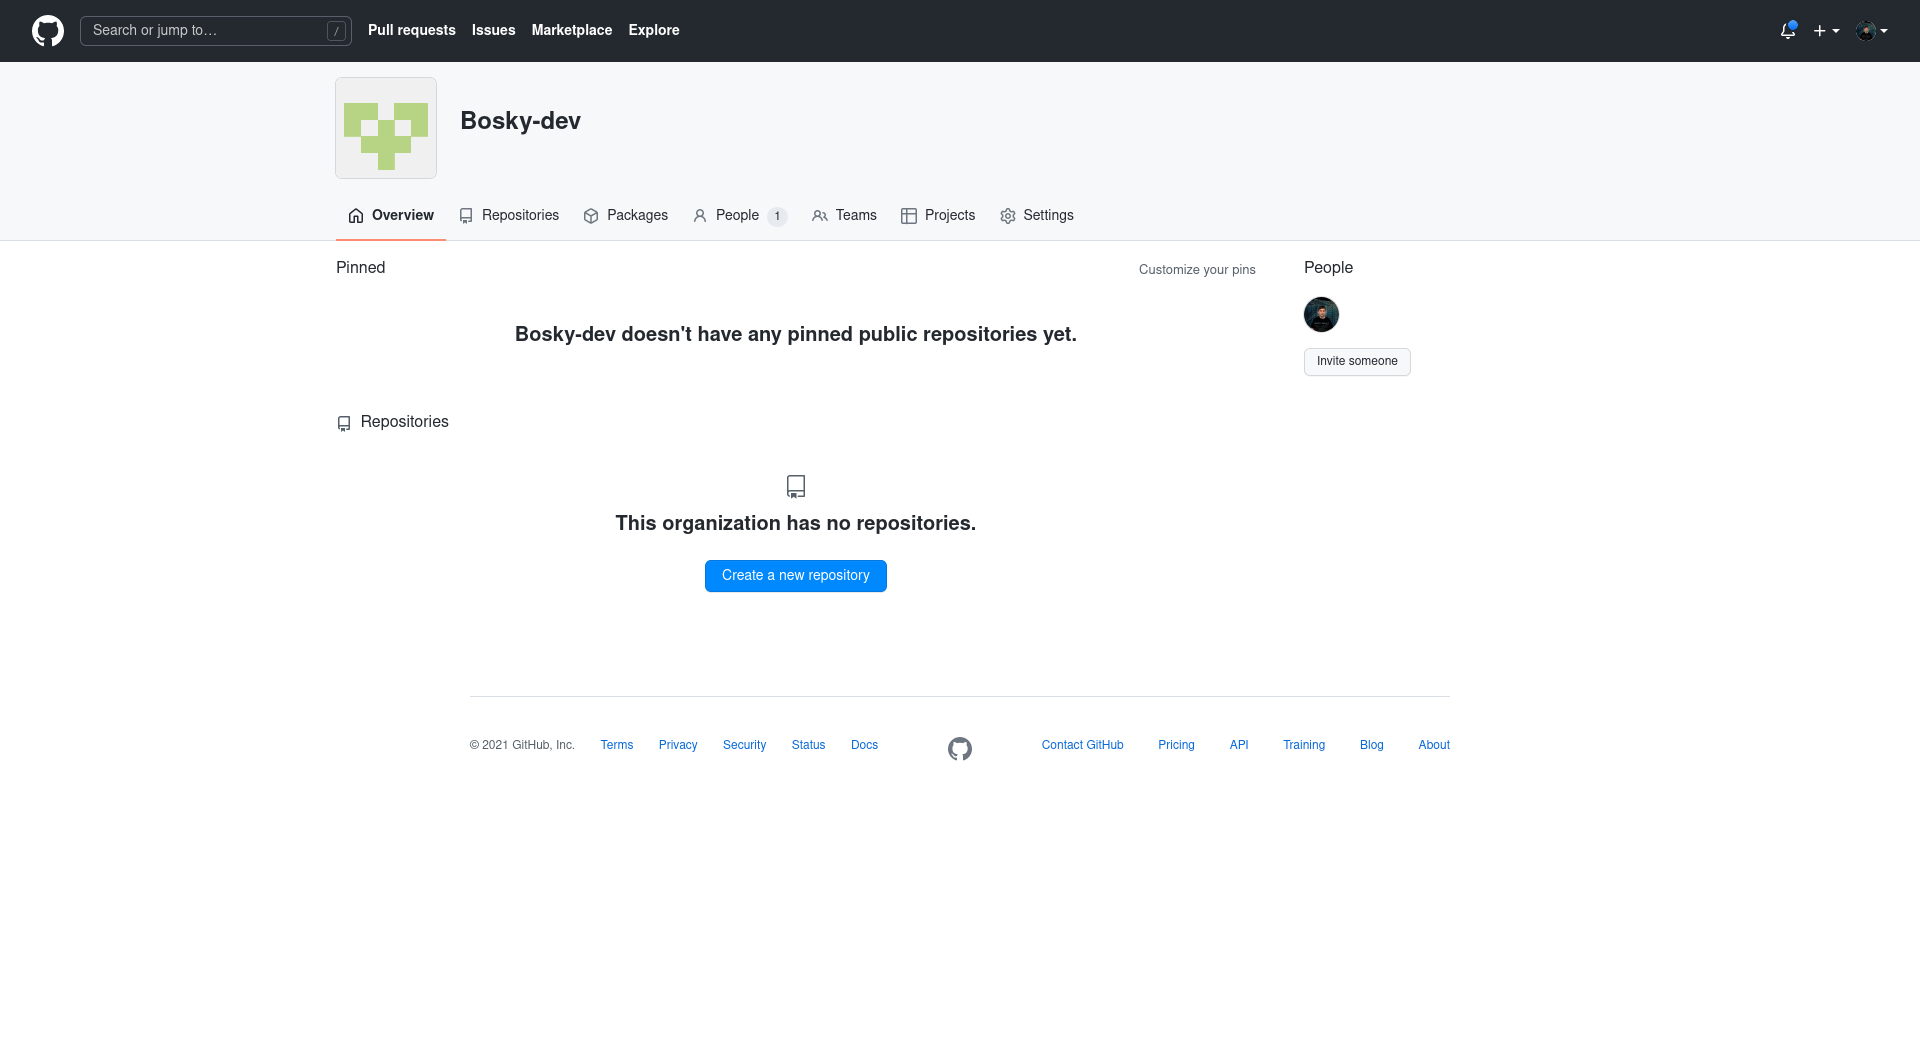 Search or jump to… /
Pull requests Issues Marketplace Explore
Bosky-dev
Overview Repositories Packages People 1 Teams Projects Settings
Pinned
Customize your pins
Bosky-dev doesn't have any pinned public repositories yet.
Repositories
This organization has no repositories.
Create a new repository
People
Invite someone
© 2021 GitHub, Inc. Terms Privacy Security Status Docs
Contact GitHub Pricing API Training Blog About